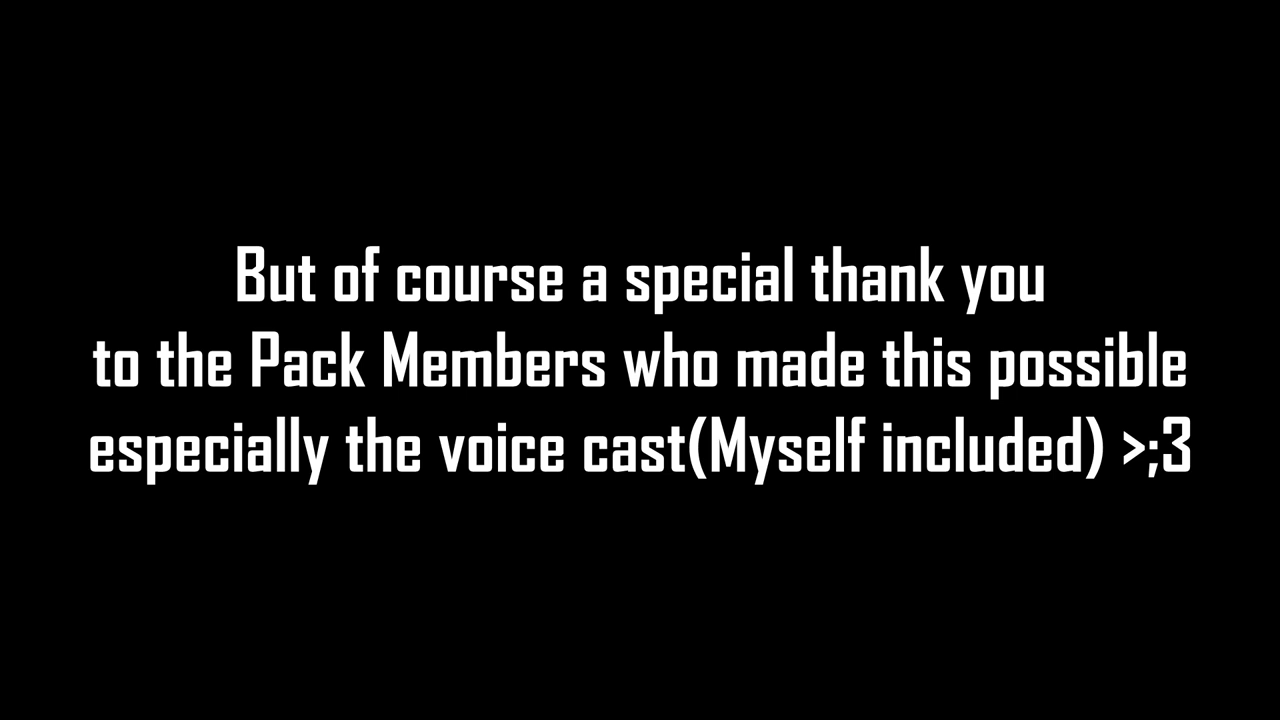 But of course a special thank you
to the Pack Members who made this possible
especially the voice cast(Myself included) >;3